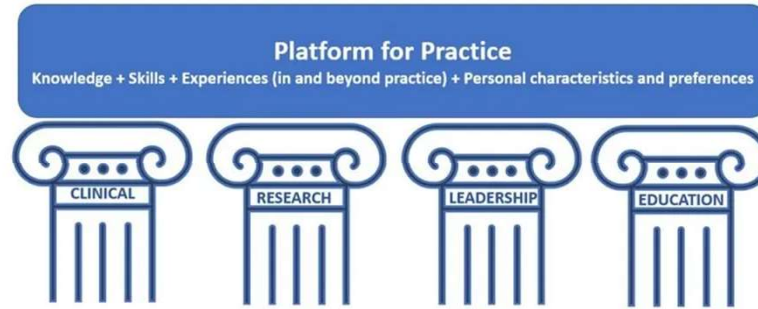 Platform for Practice
Knowledge + Skills + Experiences (in and beyond practice) + Personal characteristics and preferences
CLINICAL
RESEARCH
LEADERSHIP
EDUCATION